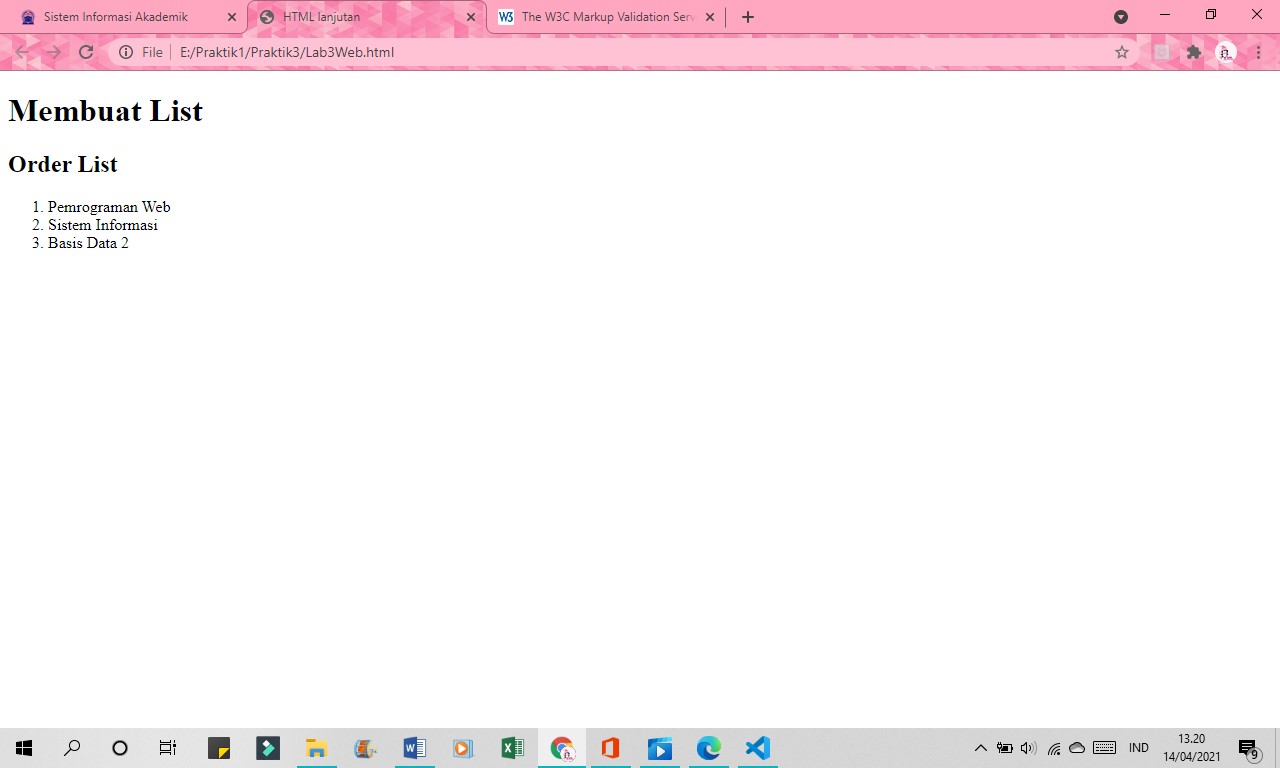 Sistem Informasi Akademik
HTML lanjutan
W3 The W3C Markup Validation Serv
File E:/Praktik1/Praktik3/Lab3Web.html
Membuat List
Order List
1. Pemrograman Web
2. Sistem Informasi
3. Basis Data 2
IND
13.20
14/04/2021
9